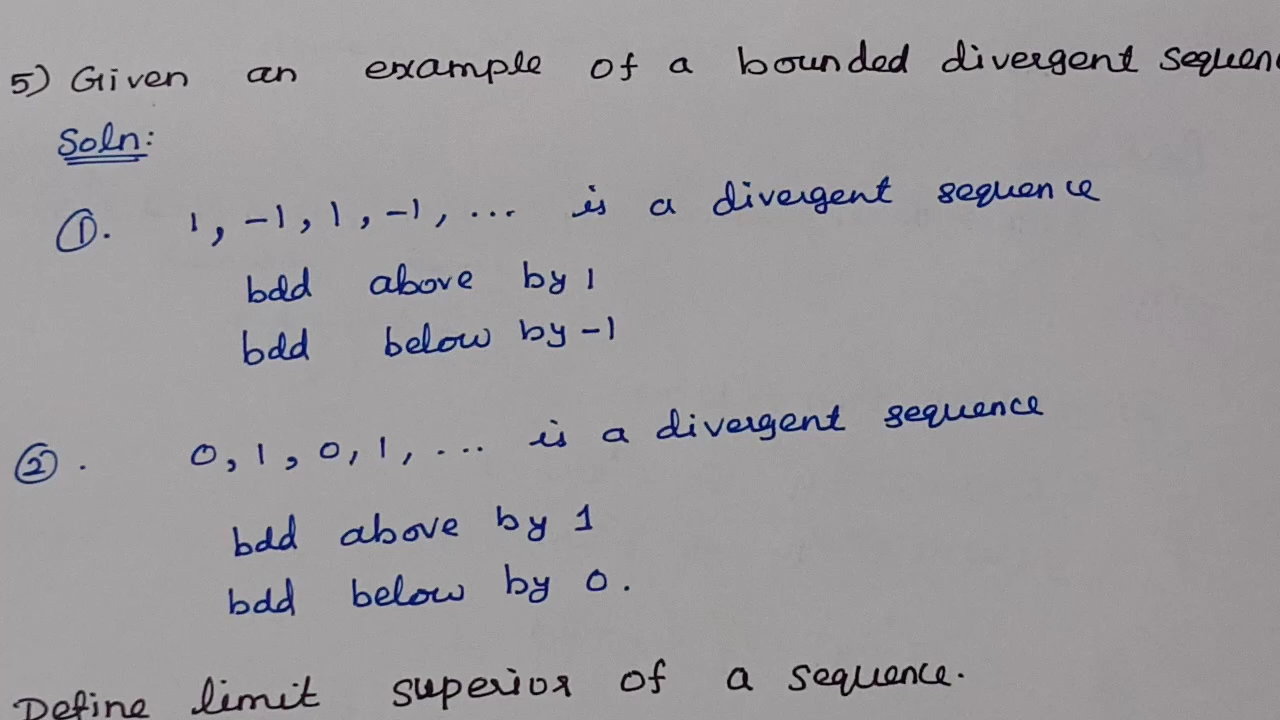 5) Given an example of a bounded divergent sequen
Soln:
①. 1, -1, 1, -1, ... is a divergent sequence
bdd above by 1
bdd below by -1
②. 0, 1, 0, 1, ... is a divergent sequence
bdd above by 1
bdd below by 0.
Define limit superior of a sequence.